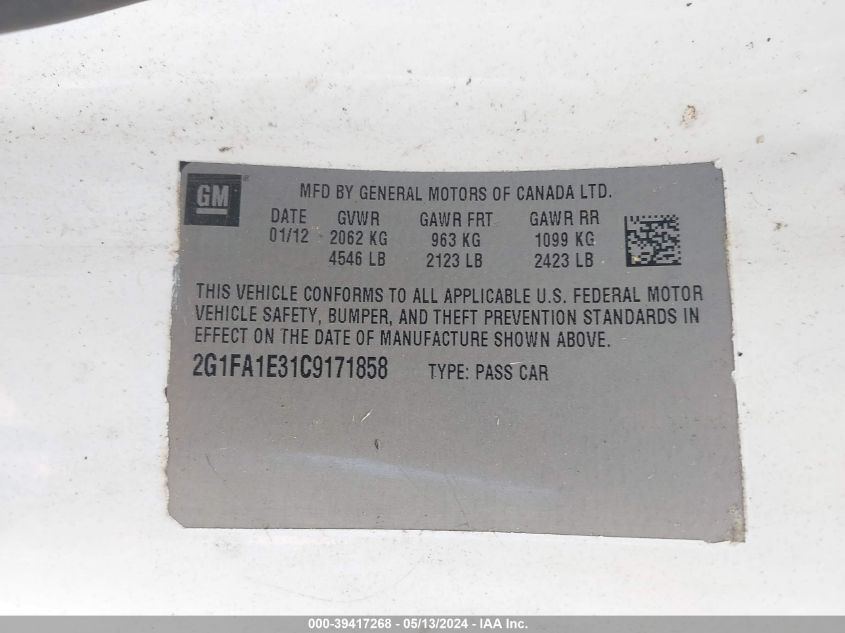 GM
MFD BY GENERAL MOTORS OF CANADA LTD.
DATE GVWR GAWR FRT GAWR RR
01/12 2062 KG 963 KG 1099 KG
4546 LB 2123 LB 2423 LB
THIS VEHICLE CONFORMS TO ALL APPLICABLE U.S. FEDERAL MOTOR
VEHICLE SAFETY, BUMPER, AND THEFT PREVENTION STANDARDS IN
EFFECT ON THE DATE OF MANUFACTURE SHOWN ABOVE.
2G1FA1E31C9171858 TYPE: PASS CAR
000-39417268 - 05/13/2024 - IAA Inc.